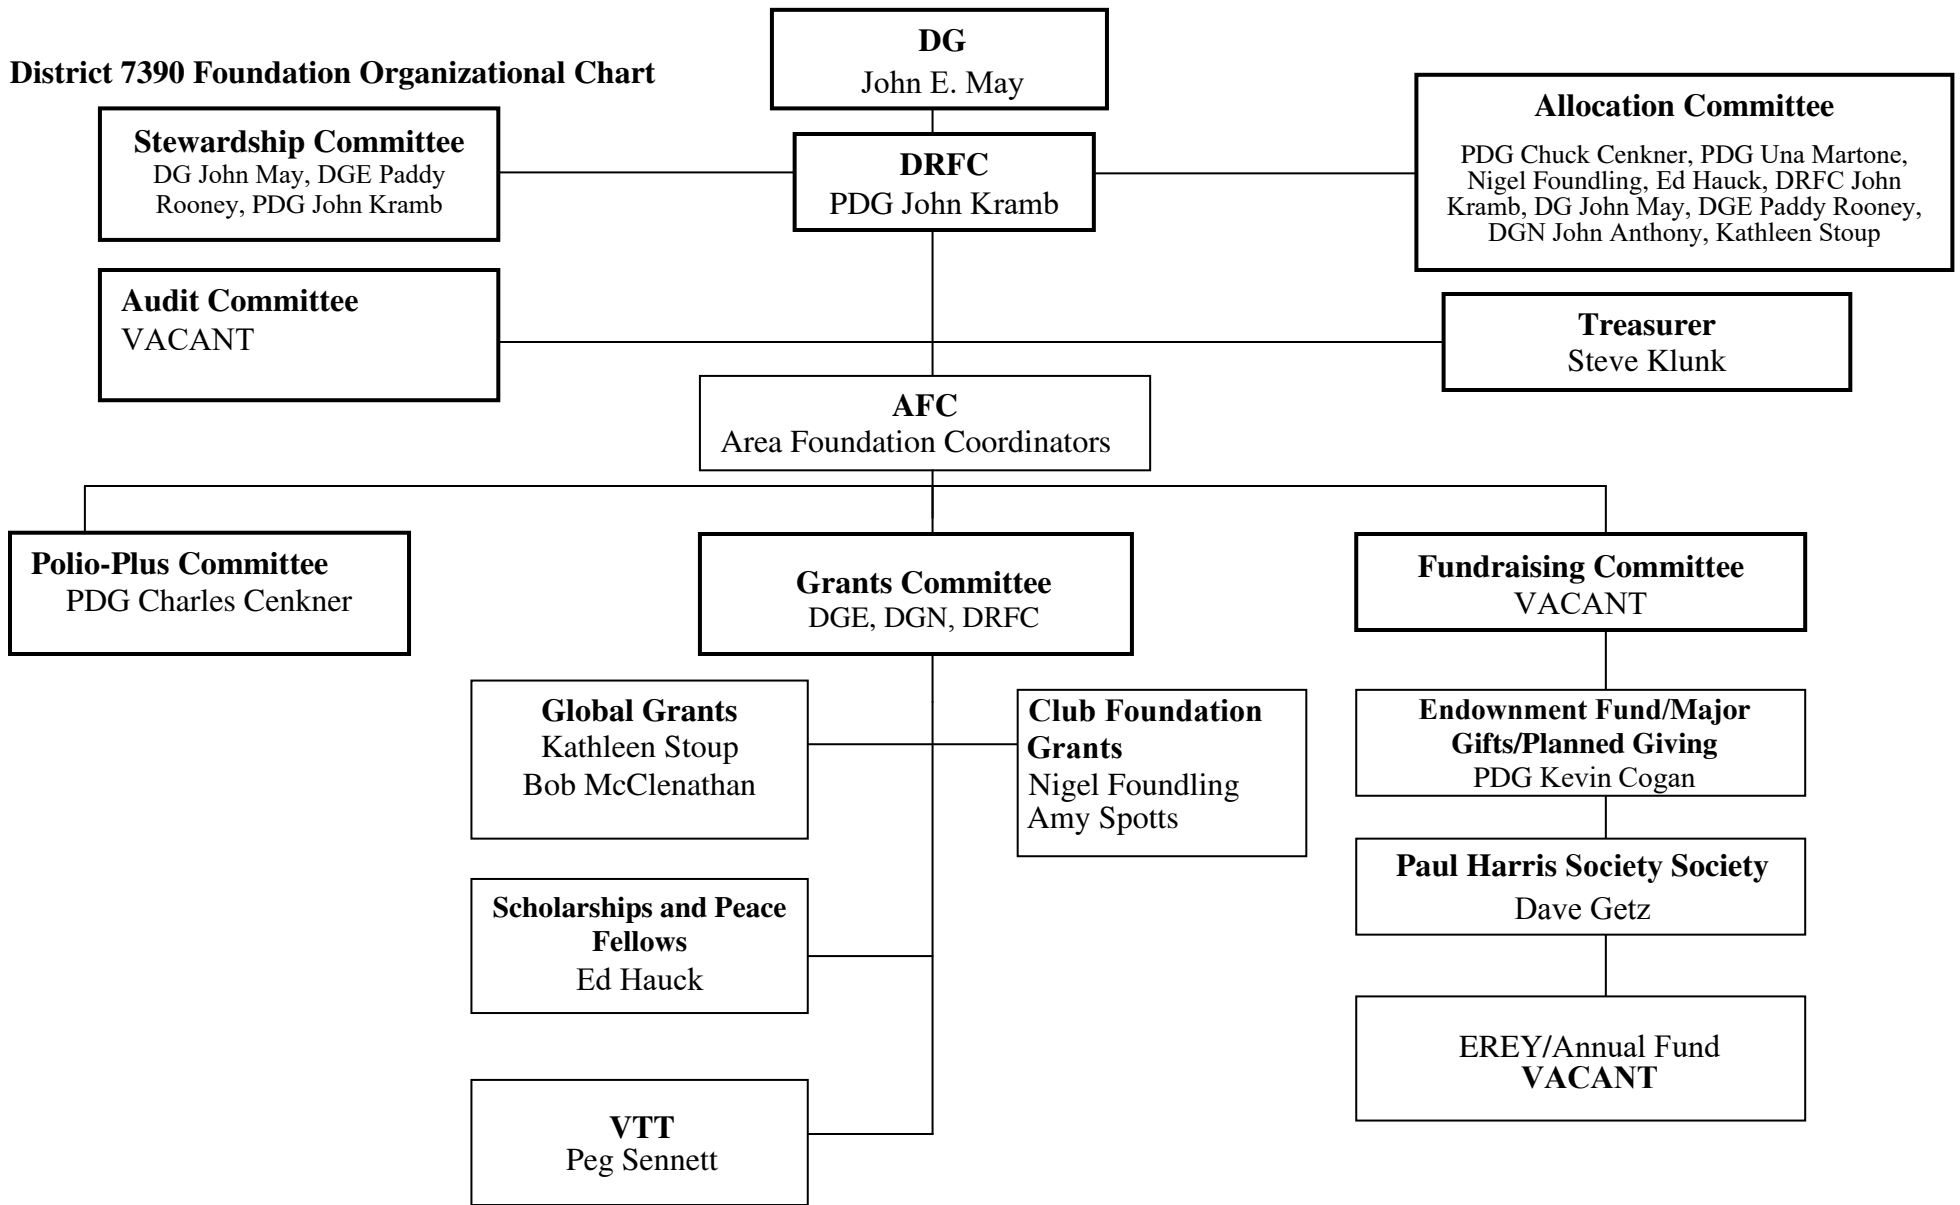 District 7390 Foundation Organizational Chart
DG
John E. May
Stewardship Committee
DG John May, DGE Paddy
Rooney, PDG John Kramb
DRFC
PDG John Kramb
Allocation Committee
PDG Chuck Cenkner, PDG Una Martone,
Nigel Foundling, Ed Hauck, DRFC John
Kramb, DG John May, DGE Paddy Rooney,
DGN John Anthony, Kathleen Stoup
Audit Committee
VACANT
Treasurer
Steve Klunk
AFC
Area Foundation Coordinators
Polio-Plus Committee
PDG Charles Cenkner
Grants Committee
DGE, DGN, DRFC
Fundraising Committee
VACANT
Global Grants
Kathleen Stoup
Bob McClenathan
Club Foundation
Grants
Nigel Foundling
Amy Spotts
Endownment Fund/Major
Gifts/Planned Giving
PDG Kevin Cogan
Scholarships and Peace
Fellows
Ed Hauck
Paul Harris Society Society
Dave Getz
VTT
Peg Sennett
EREY/Annual Fund
VACANT